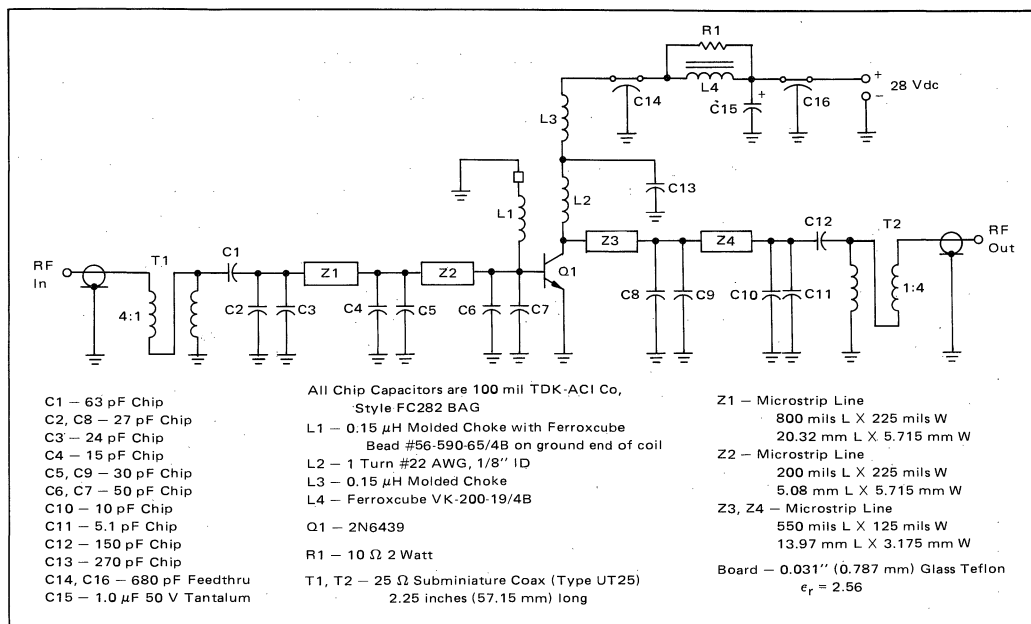 R1
L4
C14
C15
+
C16
+
28 Vdc
−
L3
C13
L1
L2
C12
T2
RF
Out
Z3
Z4
C1
T1
RF
In
Z1
Z2
Q1
4:1
1:4
C2
C3
C4
C5
C6
C7
C8
C9
C10
C11
C1 — 63 pF Chip
C2, C8 — 27 pF Chip
C3 — 24 pF Chip
C4 — 15 pF Chip
C5, C9 — 30 pF Chip
C6, C7 — 50 pF Chip
C10 — 10 pF Chip
C11 — 5.1 pF Chip
C12 — 150 pF Chip
C13 — 270 pF Chip
C14, C16 — 680 pF Feedthru
C15 — 1.0 μF 50 V Tantalum
All Chip Capacitors are 100 mil TDK-ACI Co,
Style FC282 BAG
L1 — 0.15 μH Molded Choke with Ferroxcube
Bead #56-590-65/4B on ground end of coil
L2 — 1 Turn #22 AWG, 1/8" ID
L3 — 0.15 μH Molded Choke
L4 — Ferroxcube VK-200-19/4B
Q1 — 2N6439
R1 — 10 Ω 2 Watt
T1, T2 — 25 Ω Subminiature Coax (Type UT25)
2.25 inches (57.15 mm) long
Z1 — Microstrip Line
800 mils L X 225 mils W
20.32 mm L X 5.715 mm W
Z2 — Microstrip Line
200 mils L X 225 mils W
5.08 mm L X 5.715 mm W
Z3, Z4 — Microstrip Line
550 mils L X 125 mils W
13.97 mm L X 3.175 mm W
Board — 0.031" (0.787 mm) Glass Teflon
εr = 2.56